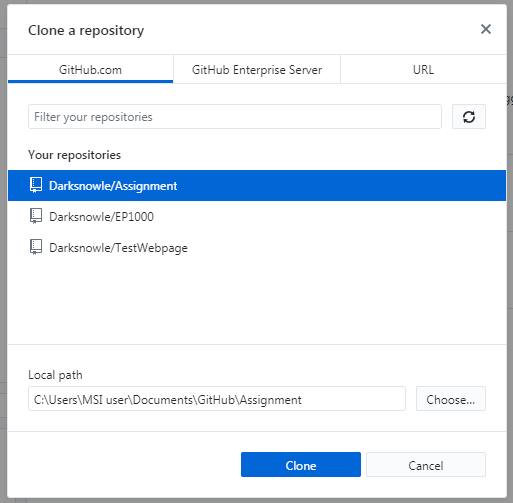 Clone a repository
GitHub.com
GitHub Enterprise Server
URL
Filter your repositories
Your repositories
Darksnowle/Assignment
Darksnowle/EP1000
Darksnowle/TestWebpage
Local path
C:\Users\MSI user\Documents\GitHub\Assignment
Choose...
Clone
Cancel